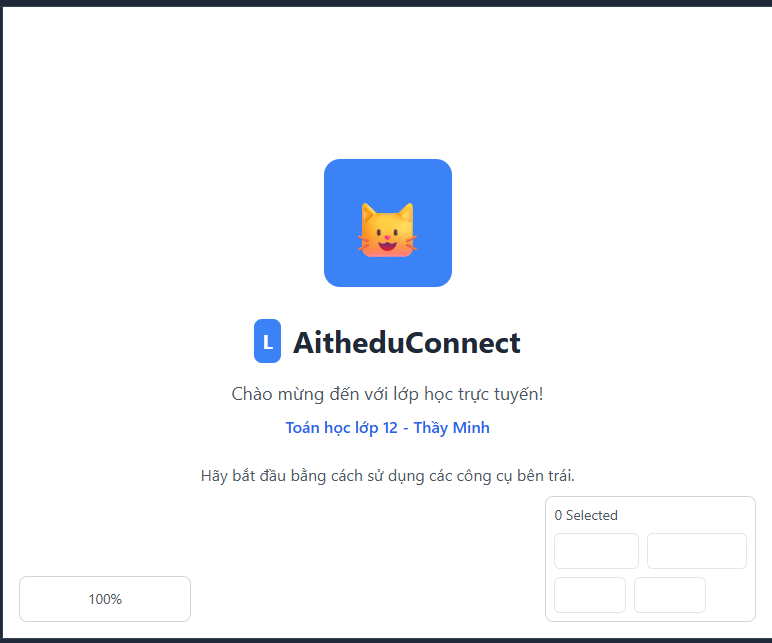 L AitheduConnect
Chào mừng đến với lớp học trực tuyến!
Toán học lớp 12 - Thầy Minh
Hãy bắt đầu bằng cách sử dụng các công cụ bên trái.
0 Selected
100%